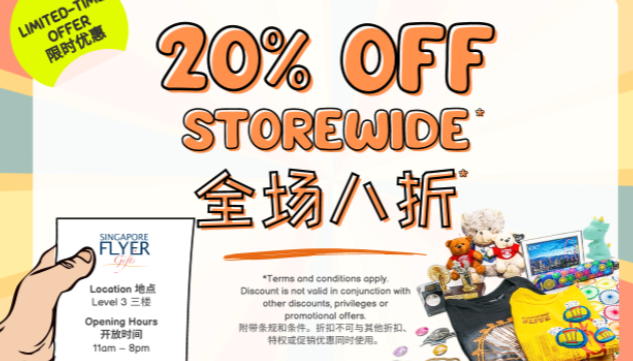 LIMITED-TIME
OFFER
限时优惠
20% OFF
STOREWIDE*
全场八折*
SINGAPORE
FLYER
Gifts
Location 地点
Level 3 三楼
Opening Hours
开放时间
11am – 8pm
*Terms and conditions apply.
Discount is not valid in conjunction with
other discounts, privileges or
promotional offers.
附带条规和条件。折扣不可与其他折扣、
特权或促销优惠同时使用。